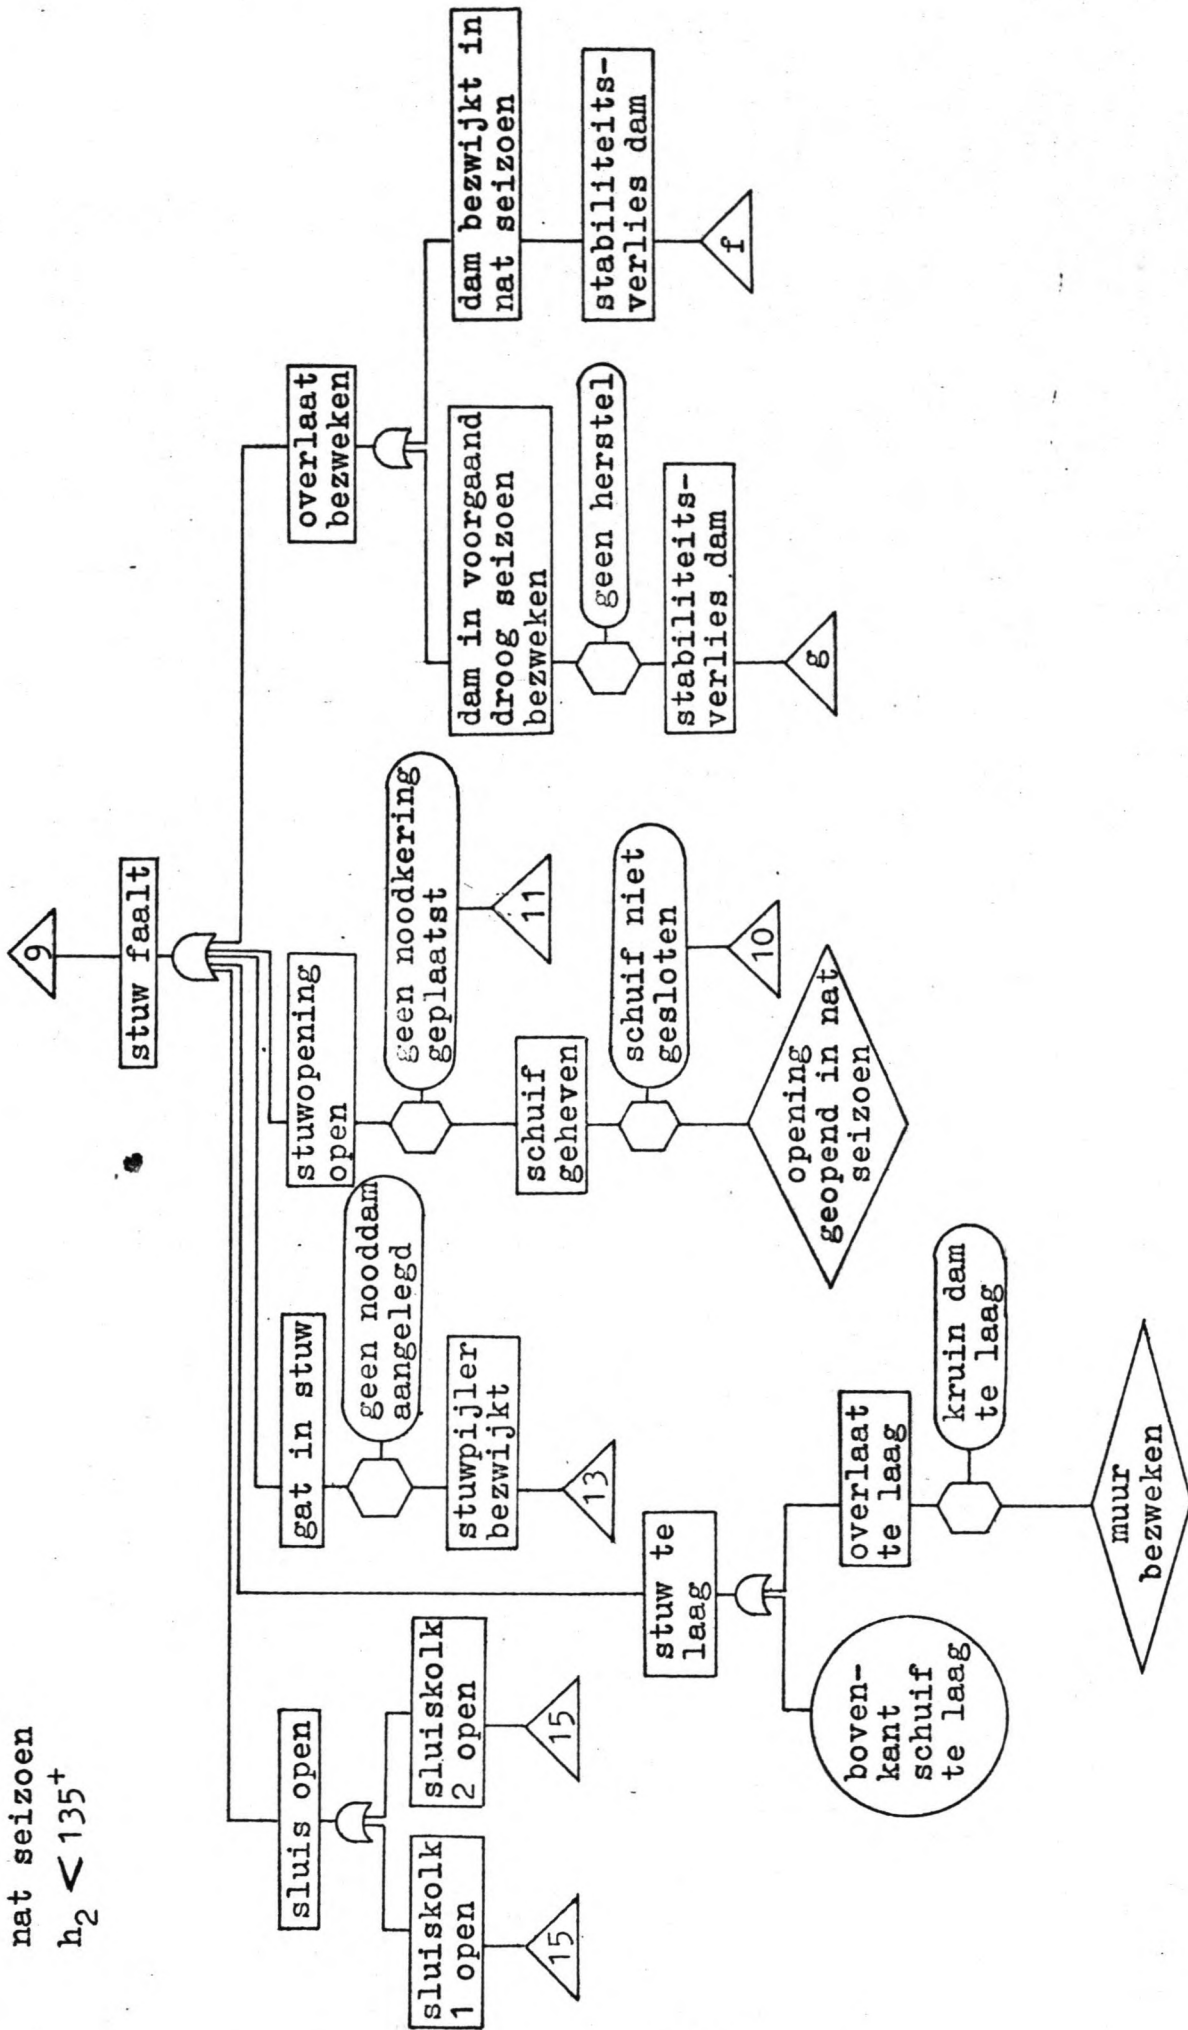 nat seizoen
h₂ < 135⁺
9
stuw faalt
sluis open
sluiskolk
1 open
15
sluiskolk
2 open
15
stuw te
laag
boven-
kant
schuif
te laag
overlaat
te laag
kruin dam
te laag
muur
bezweken
gat in stuw
geen nooddam
aangelegd
stuwpijler
bezwijkt
13
stuwopening
open
geen noodkering
geplaatst
11
schuif
geheven
schuif niet
gesloten
10
opening
geopend in nat
seizoen
overlaat
bezweken
dam in voorgaand
droog seizoen
bezweken
geen herstel
stabiliteits-
verlies dam
g
dam bezwijkt in
nat seizoen
stabiliteits-
verlies dam
f